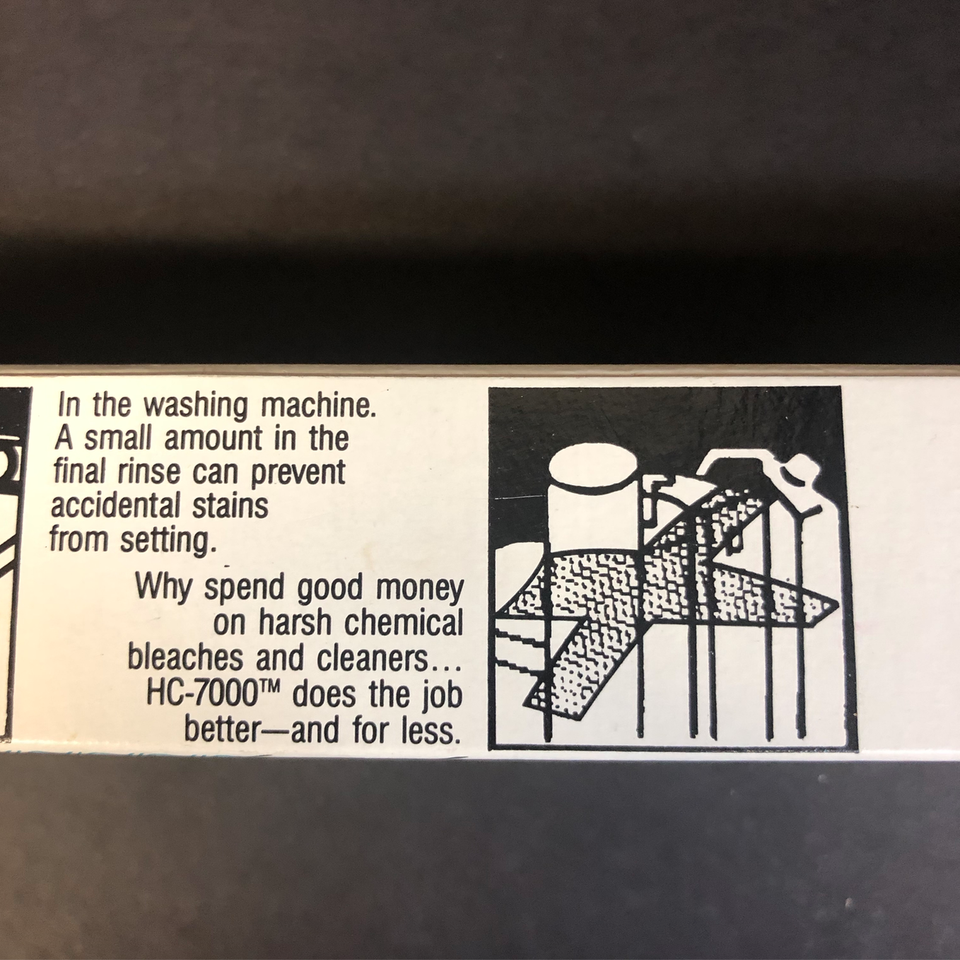 In the washing machine.
A small amount in the
final rinse can prevent
accidental stains
from setting.
Why spend good money
on harsh chemical
bleaches and cleaners...
HC-7000™ does the job
better—and for less.